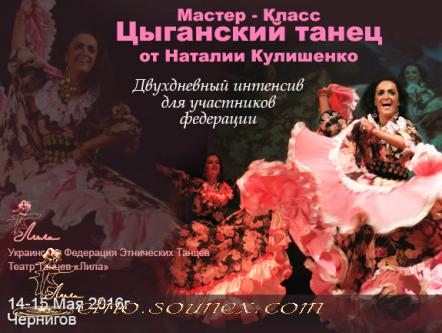 Мастер - Класс
Цыганский танец
от Наталии Кулишенко
Двухдневный интенсив
для участников
федерации
Лила
Украинская Федерация Этнических Танцев
Театр Танцев «Лила»
Лила
14-15 Мая 2016г
.sounex.com
Чернигов